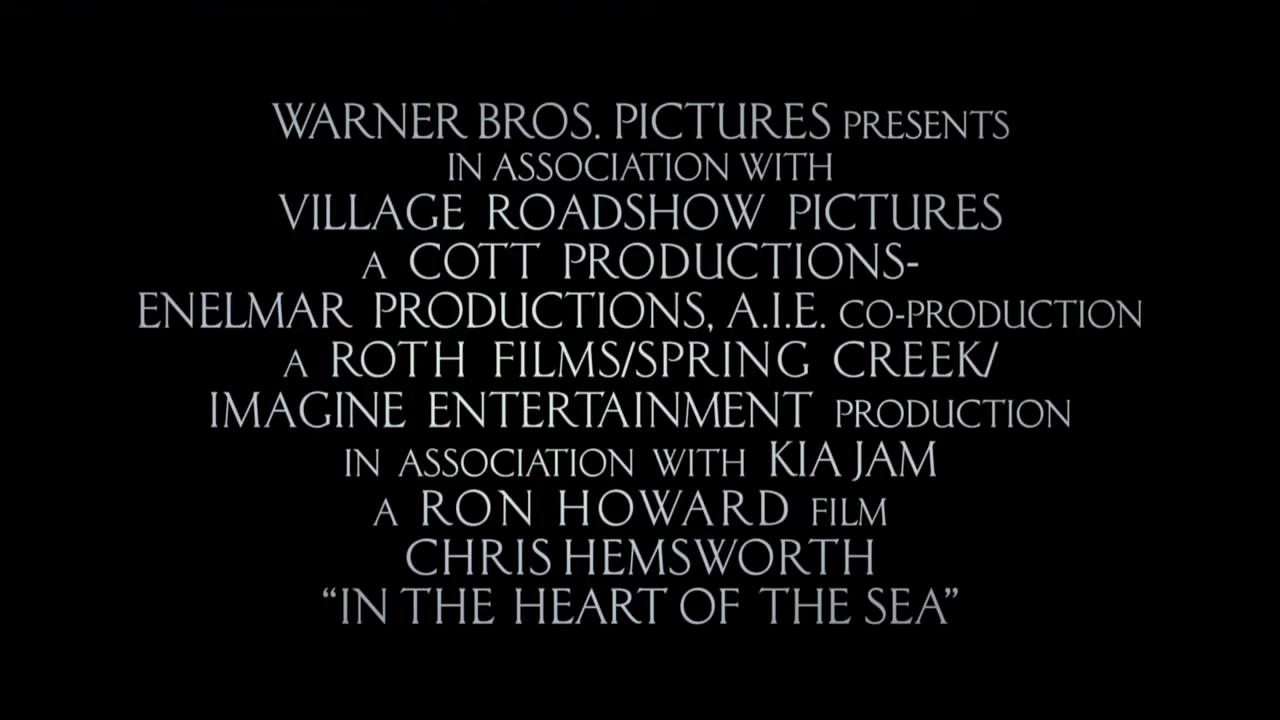 WARNER BROS. PICTURES PRESENTS
IN ASSOCIATION WITH
VILLAGE ROADSHOW PICTURES
A COTT PRODUCTIONS-
ENELMAR PRODUCTIONS, A.I.E. CO-PRODUCTION
A ROTH FILMS/SPRING CREEK/
IMAGINE ENTERTAINMENT PRODUCTION
IN ASSOCIATION WITH KIA JAM
A RON HOWARD FILM
CHRIS HEMSWORTH
“IN THE HEART OF THE SEA”